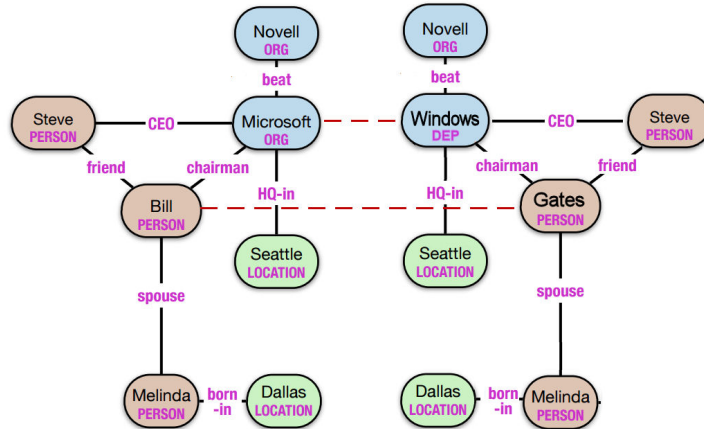 Novell
ORG
beat
Steve
PERSON
CEO
Microsoft
ORG
friend
chairman
HQ-in
Bill
PERSON
Seattle
LOCATION
spouse
Melinda
PERSON
born
-in
Dallas
LOCATION
Novell
ORG
beat
Windows
DEP
CEO
Steve
PERSON
chairman
friend
HQ-in
Gates
PERSON
Seattle
LOCATION
spouse
Dallas
LOCATION
born
-in
Melinda
PERSON